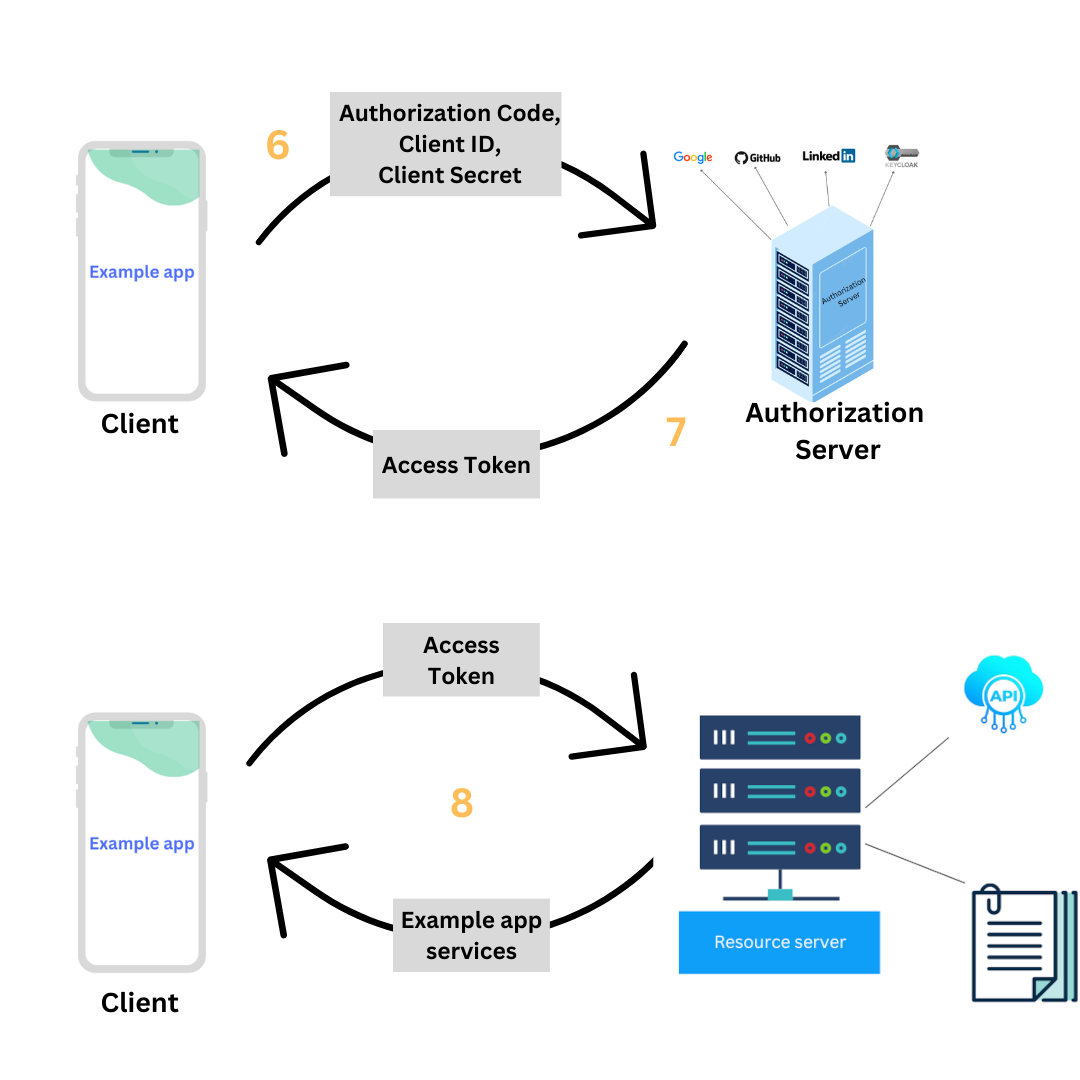 6
Authorization Code,
Client ID,
Client Secret
Google
GitHub
Linked in
KEYCLOAK
Example app
Authorization
Server
Client
Authorization
Server
7
Access Token
Access
Token
API
Example app
8
Example app
services
Resource server
Client